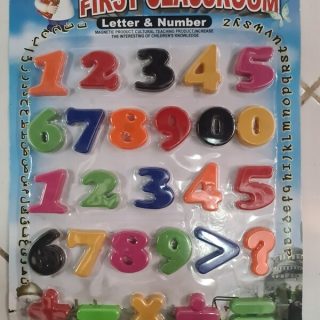 FIRST CLASSROOM
Letter & Number
MAGNETIC PRODUCT, CULTURAL TEACHING PRODUCT, INCREASE
THE INTERESTING OF CHILDREN'S KNOWLEDGE
1 2 3 4 5
6 7 8 9 0 0
1 2 3 4 5
6 7 8 9 > ?
+ - × ÷ =
abcdefghijklmnopqrstuvwxyz